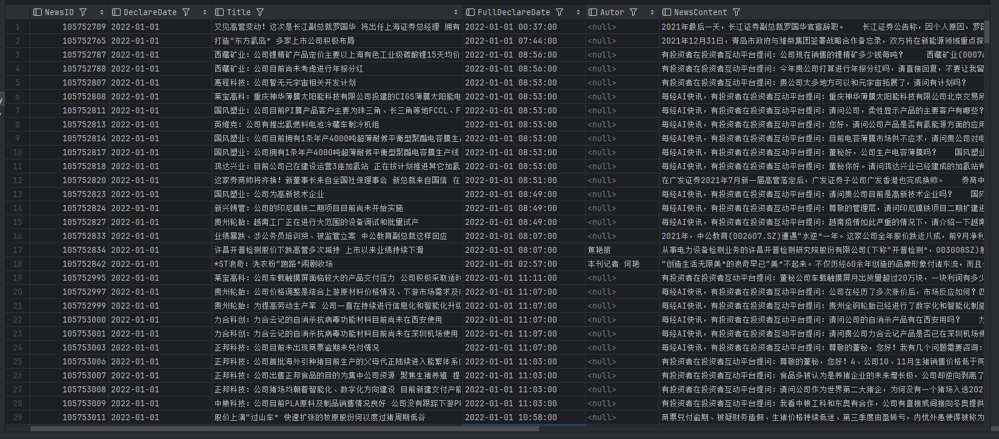 NewsID DeclareDate Title FullDeclareDate Autor NewsContent
1 105752709 2022-01-01 又见高管变动！这次是长江副总裁罗国华 将出任上海证券总经理 拥有 2022-01-01 00:37:00 <null> 2021年最后一天，长江证券副总裁罗国华官宣辞职。 长江证券公告称，因个人原因，罗国
2 105752765 2022-01-01 打造“东方氢岛” 多家上市公司积极布局 2022-01-01 07:44:00 <null> 2021年12月31日，青岛市政府与潍柴集团签署战略合作备忘录，双方将在新能源领域重点探
3 105752787 2022-01-01 西藏矿业：公司锂精矿产品定价主要以上海有色工业级碳酸锂15天均价 2022-01-01 08:56:00 <null> 有投资者在投资者互动平台提问：公司现在销售的锂精矿多少钱每吨？ 西藏矿业(00076
4 105752788 2022-01-01 西藏矿业：公司目前尚未考虑进行年报分红 2022-01-01 08:56:00 <null> 有投资者在投资者互动平台提问：今年贵公司打算进行年报分红吗，请直接回复，不要让我留
5 105752807 2022-01-01 惠程科技：公司暂无元宇宙相关开发计划 2022-01-01 08:53:00 <null> 有投资者在投资者互动平台提问：贵公司太多地方可以和元宇宙拓展了，请问有计划吗？
6 105752808 2022-01-01 莱宝高科：重庆神华薄膜太阳能科技有限公司投建的CIGS薄膜太阳能电 2022-01-01 08:53:00 <null> 每经AI快讯，有投资者在投资者互动平台提问：重庆神华薄膜太阳能科技有限公司北京交易所
7 105752811 2022-01-01 国风塑业：公司目前PI膜产品客户主要为珠三角、长三角等地FCCL、F 2022-01-01 08:53:00 <null> 每经AI快讯，有投资者在投资者互动平台提问：请问公司，柔性显示产品的主要客户有哪些？
8 105752813 2022-01-01 英维克：公司有推出氢燃料电池冷藏车制冷机组 2022-01-01 08:53:00 <null> 每经AI快讯，有投资者在投资者互动平台提问：您好，请问公司产品是否有氢能源方面的应用
9 105752814 2022-01-01 国风塑业：公司目前拥有1条年产4000吨超薄耐候平衡型聚酯电容膜生产 2022-01-01 08:53:00 <null> 有投资者在投资者互动平台提问：目前电容薄膜市场供不应求，请问贵公司对电
10 105752817 2022-01-01 国风塑业：公司拥有1条年产4000吨超薄耐候平衡型聚酯电容膜生产线 2022-01-01 08:53:00 <null> 有投资者在投资者互动平台提问：董秘好，公司生产电容薄膜吗？ 国风塑业
11 105752818 2022-01-01 鸿达兴业：目前公司已在建设运营3座加氢站 正在按计划推进其它加氢 2022-01-01 08:53:00 <null> 有投资者在投资者互动平台提问：董秘你好。请问鸿达兴业已经建成的加氢站有
12 105752820 2022-01-01 这家券商帅将齐换！新董事长来自全国社保理事会 新总裁来自国信 在 2022-01-01 08:51:00 <null> 在广发证券2021年7月新一届高管落定后，广发证券子公司广发香港也完成换帅。 券商中
13 105752823 2022-01-01 国风塑业：公司为高新技术企业 2022-01-01 08:49:00 <null> 每经AI快讯，有投资者在投资者互动平台提问：请问贵公司目前是高新技术企业吗？ 国风
14 105752824 2022-01-01 新兴铸管：公司的印尼镍铁二期项目目前尚未开始实施 2022-01-01 08:49:00 <null> 每经AI快讯，有投资者在投资者互动平台提问：尊敬的管理层，请问印尼镍铁项目二期扩建进
15 105752827 2022-01-01 贵州轮胎：越南工厂正在进行大范围的设备调试和批量试产 2022-01-01 08:49:00 <null> 每经AI快讯，有投资者在投资者互动平台提问：越南疫情如此严重的情况下，请介绍一下越南
16 105752833 2022-01-01 业绩暴跌、涉公务员培训贷、被监管立案 中公教育副总裁这样回应 2022-01-01 08:07:00 <null> 2021年，中公教育(002607.SZ)遭遇“水逆”一年。这家公司全年股价跌近八成，前9月净利
17 105752834 2022-01-01 许昌开普检测股价下跌高管多次减持 上市以来业绩持续下滑 2022-01-01 08:07:00 焦艳丽 从事电力设备检测业务的许昌开普检测研究院股份有限公司(下称“开普检测”，003008SZ)股
18 105752842 2022-01-01 *ST浪奇：洗衣粉“跑路”闹剧收场 2022-01-01 02:57:00 本刊记者 何艳 “创造生活无限美”的浪奇早已“美”不起来。不仅历经60余年创造的品牌形象付诸东流，而且
19 105752995 2022-01-01 莱宝高科：公司车载触摸屏面临较大的产品交付压力 公司积极采取适时 2022-01-01 11:11:00 <null> 有投资者在投资者互动平台提问：董秘公司车载触摸屏月出货量超过20万块，一块利润有多少
20 105752997 2022-01-01 贵州轮胎：公司价格调整是结合上游原材料价格情况、下游市场需求及 2022-01-01 11:07:00 <null> 每经AI快讯，有投资者在投资者互动平台提问：公司在经历了多次涨价后，市场反应如何？四
21 105752999 2022-01-01 贵州轮胎：为提高劳动生产率 公司一直在持续进行信息化和智能化升级 2022-01-01 11:07:00 <null> 每经AI快讯，有投资者在投资者互动平台提问：贵州全钢轮胎已经进行了数字化和智能化制造
22 105753000 2022-01-01 力合科创：力合云记的自消杀抗病毒功能材料目前尚未在西安使用 2022-01-01 11:07:00 <null> 每经AI快讯，有投资者在投资者互动平台提问：请问公司的自消杀产品有在西安用吗？ 力
23 105753001 2022-01-01 力合科创：力合云记的自消杀抗病毒功能材料目前尚未在深圳机场使用 2022-01-01 11:07:00 <null> 每经AI快讯，有投资者在投资者互动平台提问：请问贵公司力合云记产品是否已在深圳机场使
24 105753003 2022-01-01 正邦科技：公司目前未出现商票逾期未兑付情况 2022-01-01 11:07:00 <null> 每经AI快讯，有投资者在投资者互动平台提问：尊敬的董秘，您好！我有几个问题需要咨询：
25 105753006 2022-01-01 正邦科技：公司首批海外引种猪目前生产的父母代正陆续进入能繁体系 2022-01-01 11:03:00 <null> 有投资者在投资者互动平台提问：尊敬的董秘，您好！4、公司10、11月生猪销售价格低于同
26 105753007 2022-01-01 正邦科技：公司出售正邦食品的目的为集中公司资源 聚焦生猪养殖 提 2022-01-01 11:03:00 <null> 有投资者在投资者互动平台提问：食品多被认为是养猪企业的未来增长极，公司却逆向剥离了
27 105753008 2022-01-01 正邦科技：公司猪场均朝着智能化、数字化方向建设 目前新建交付产能 2022-01-01 11:03:00 <null> 有投资者在投资者互动平台提问：请问公司作为世界第二大猪企，为何没有一个猪场入选202
28 105753009 2022-01-01 中粮科技：公司目前PLA原料及制品销售情况良好 公司没有跟踪下游P 2022-01-01 11:03:00 <null> 有投资者在投资者互动平台提问：我看中粮工科和东奥有合作，公司有直接或间接向冬奥提供
29 105753011 2022-01-01 股价上演“过山车” 快速扩张的牧原股份何以度过猪周期低谷 2022-01-01 10:58:00 <null> 商票兑付逾期、被疑财务造假、生猪价格持续低迷、第三季度由盈转亏，内忧外患使得被称为